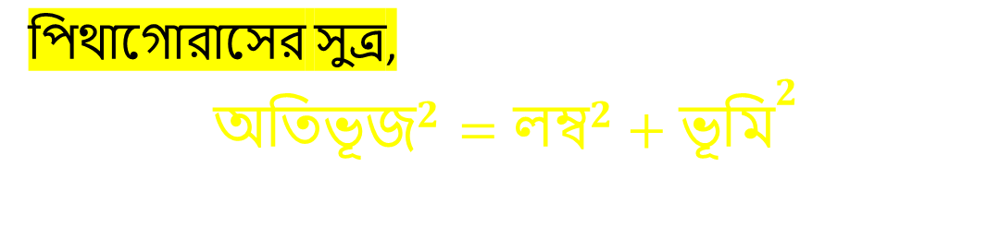 পিথাগোরাসের সুত্র,
অতিভূজ² = লম্ব² + ভূমি²